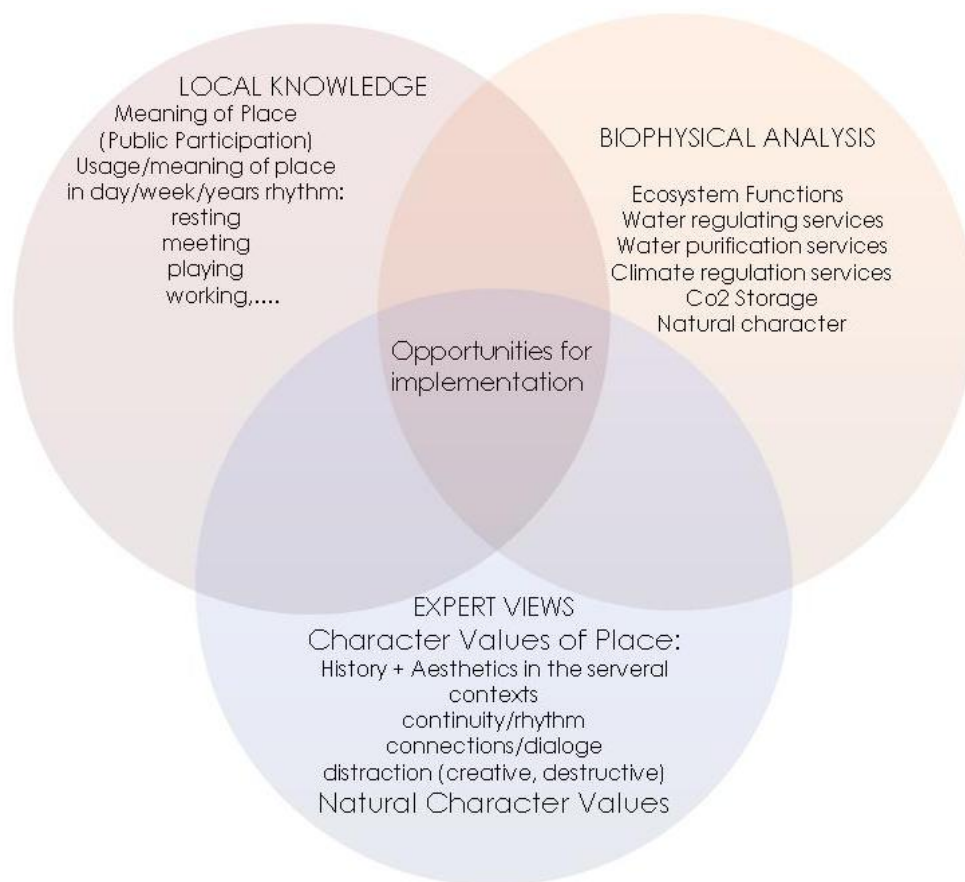 LOCAL KNOWLEDGE
Meaning of Place
(Public Participation)
Usage/meaning of place
in day/week/years rhythm:
resting
meeting
playing
working,....
BIOPHYSICAL ANALYSIS
Ecosystem Functions
Water regulating services
Water purification services
Climate regulation services
Co2 Storage
Natural character
Opportunities for
implementation
EXPERT VIEWS
Character Values of Place:
History + Aesthetics in the serveral
contexts
continuity/rhythm
connections/dialoge
distraction (creative, destructive)
Natural Character Values